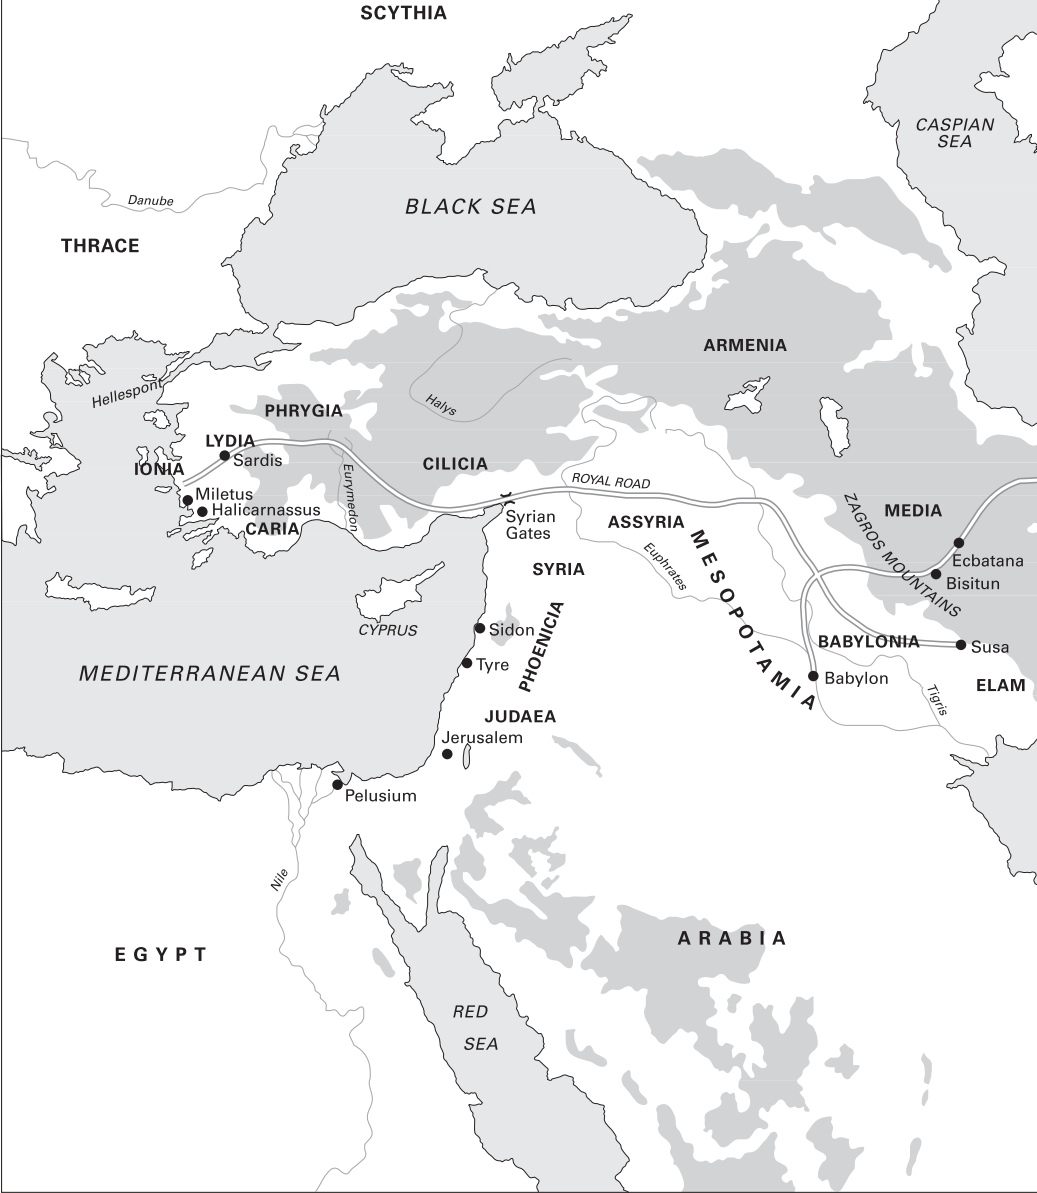 SCYTHIA
CASPIAN
SEA
BLACK SEA
Danube
THRACE
ARMENIA
Hellespont
Halys
PHRYGIA
LYDIA
Sardis
IONIA
CILICIA
Eurymedon
ROYAL ROAD
Miletus
Halicarnassus
CARIA
Syrian
Gates
ASSYRIA
MEDIA
ZAGROS MOUNTAINS
Ecbatana
Bisitun
MESOPOTAMIA
Euphrates
SYRIA
CYPRUS
Sidon
PHOENICIA
BABYLONIA
Susa
MEDITERRANEAN SEA
Tyre
Babylon
ELAM
Tigris
JUDAEA
Jerusalem
Pelusium
Nile
EGYPT
ARABIA
RED
SEA